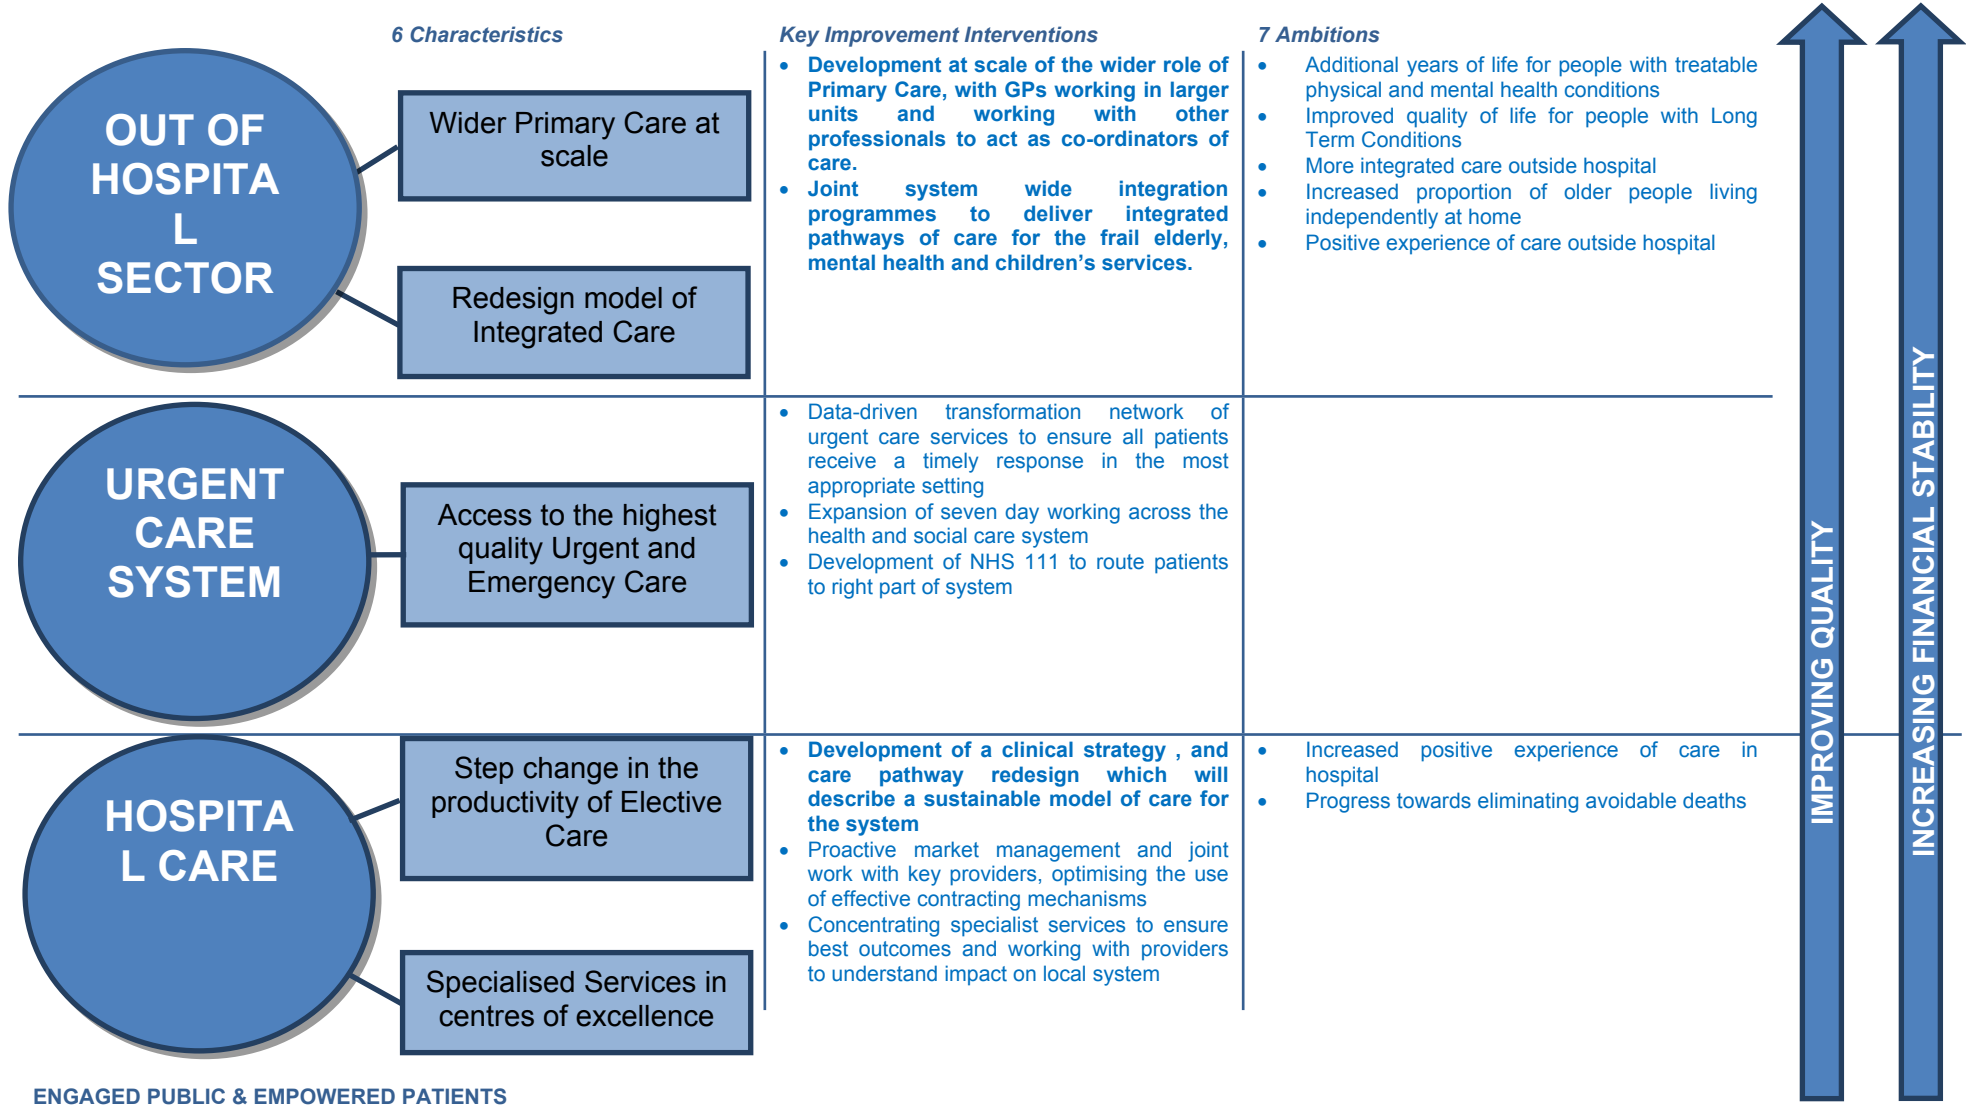 6 Characteristics
Key Improvement Interventions
7 Ambitions
OUT OF
HOSPITA
L
SECTOR
Wider Primary Care at
scale
Redesign model of
Integrated Care
• Development at scale of the wider role of
Primary Care, with GPs working in larger
units and working with other
professionals to act as co-ordinators of
care.
• Joint system wide integration
programmes to deliver integrated
pathways of care for the frail elderly,
mental health and children's services.
• Additional years of life for people with treatable
physical and mental health conditions
• Improved quality of life for people with Long
Term Conditions
• More integrated care outside hospital
• Increased proportion of older people living
independently at home
• Positive experience of care outside hospital
URGENT
CARE
SYSTEM
Access to the highest
quality Urgent and
Emergency Care
• Data-driven transformation network of
urgent care services to ensure all patients
receive a timely response in the most
appropriate setting
• Expansion of seven day working across the
health and social care system
• Development of NHS 111 to route patients
to right part of system
HOSPITA
L CARE
Step change in the
productivity of Elective
Care
Specialised Services in
centres of excellence
• Development of a clinical strategy , and
care pathway redesign which will
describe a sustainable model of care for
the system
• Proactive market management and joint
work with key providers, optimising the use
of effective contracting mechanisms
• Concentrating specialist services to ensure
best outcomes and working with providers
to understand impact on local system
• Increased positive experience of care in
hospital
• Progress towards eliminating avoidable deaths
IMPROVING QUALITY
INCREASING FINANCIAL STABILITY
ENGAGED PUBLIC & EMPOWERED PATIENTS